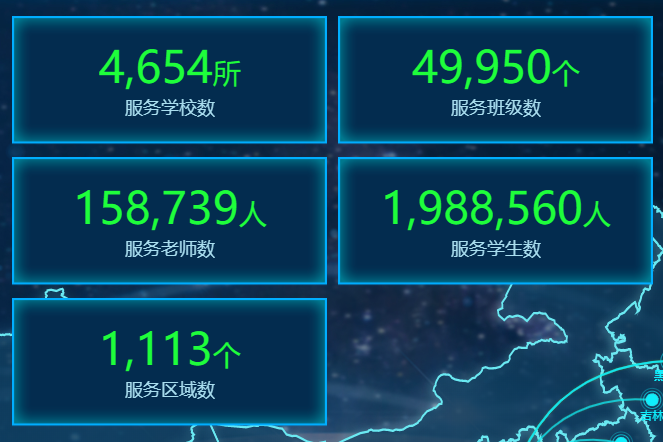 4,654所
服务学校数
49,950个
服务班级数
158,739人
服务老师数
1,988,560人
服务学生数
1,113个
服务区域数
吉林